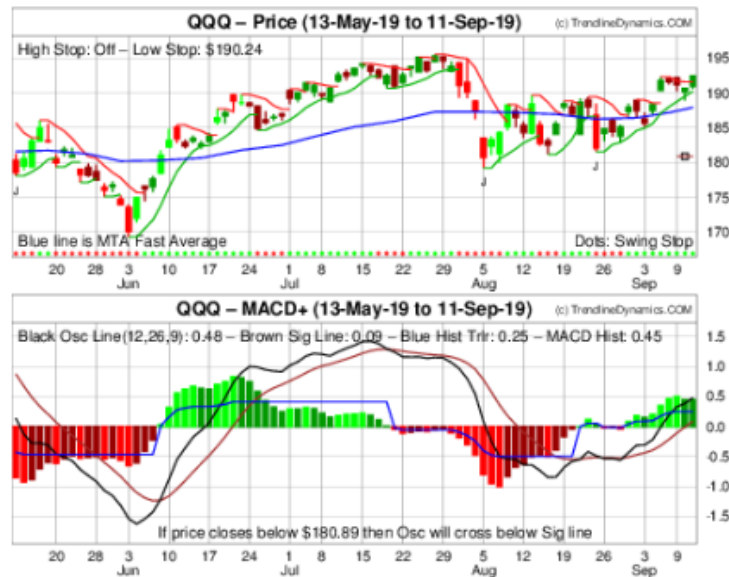 QQQ – Price (13-May-19 to 11-Sep-19) (c) TrendlineDynamics.COM
High Stop: Off – Low Stop: $190.24
195
190
185
180
175
170
J
J
J
Blue line is MTA Fast Average Dots: Swing Stop
20 28 3 10 17 24 1 8 15 22 29 5 12 19 26 3 9
Jun Jul Aug Sep
QQQ – MACD+ (13-May-19 to 11-Sep-19) (c) TrendlineDynamics.COM
Black Osc Line(12,26,9): 0.48 – Brown Sig Line: 0.09 – Blue Hist Trlr: 0.25 – MACD Hist: 0.45
1.5
1.0
0.5
0.0
-0.5
-1.0
-1.5
If price closes below $180.89 then Osc will cross below Sig line
20 28 3 10 17 24 1 8 15 22 29 5 12 19 26 3 9
Jun Jul Aug Sep